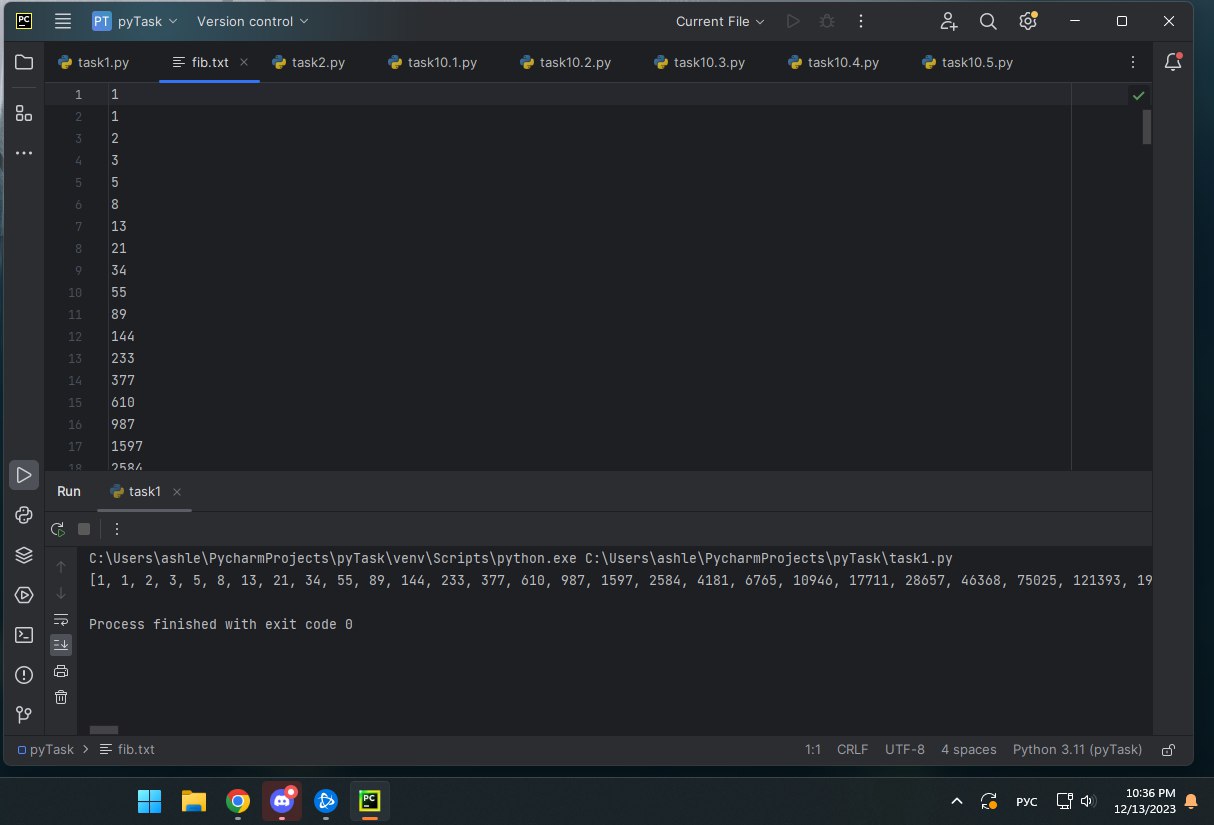 PC PT pyTask Version control Current File
task1.py fib.txt task2.py task10.1.py task10.2.py task10.3.py task10.4.py task10.5.py
1 1
2 1
3 2
4 3
5 5
6 8
7 13
8 21
9 34
10 55
11 89
12 144
13 233
14 377
15 610
16 987
17 1597
18 2584
Run task1
C:\Users\ashle\PycharmProjects\pyTask\venv\Scripts\python.exe C:\Users\ashle\PycharmProjects\pyTask\task1.py
[1, 1, 2, 3, 5, 8, 13, 21, 34, 55, 89, 144, 233, 377, 610, 987, 1597, 2584, 4181, 6765, 10946, 17711, 28657, 46368, 75025, 121393, 19
Process finished with exit code 0
pyTask > fib.txt 1:1 CRLF UTF-8 4 spaces Python 3.11 (pyTask)
PC РУС 10:36 PM
12/13/2023